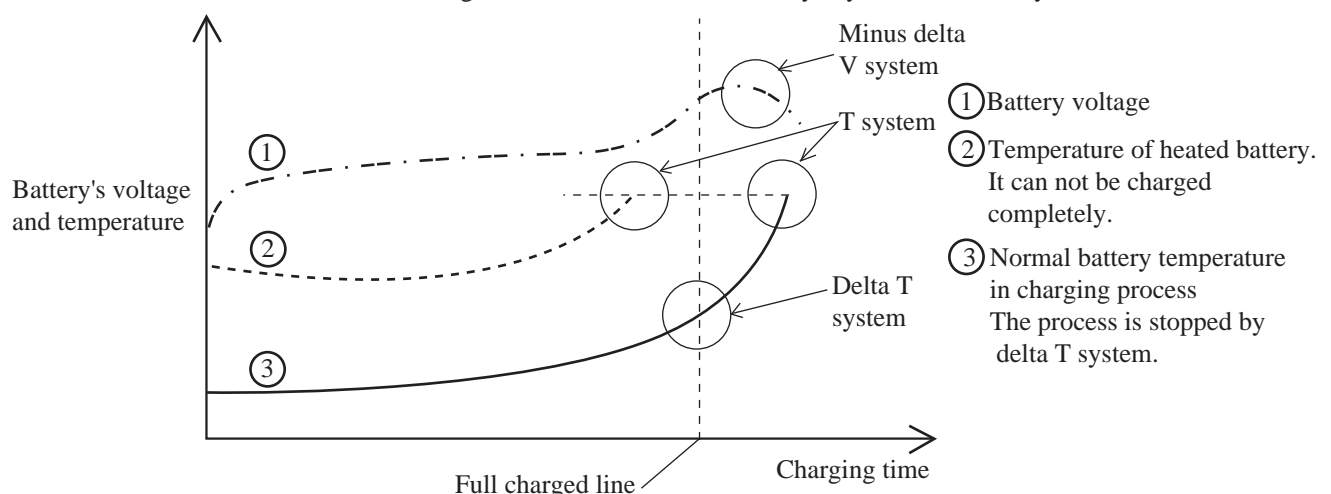 Minus delta
V system
T system
① Battery voltage
② Temperature of heated battery.
It can not be charged
completely.
③ Normal battery temperature
in charging process
The process is stopped by
delta T system.
Battery's voltage
and temperature
①
②
③
Delta T
system
Charging time
Full charged line